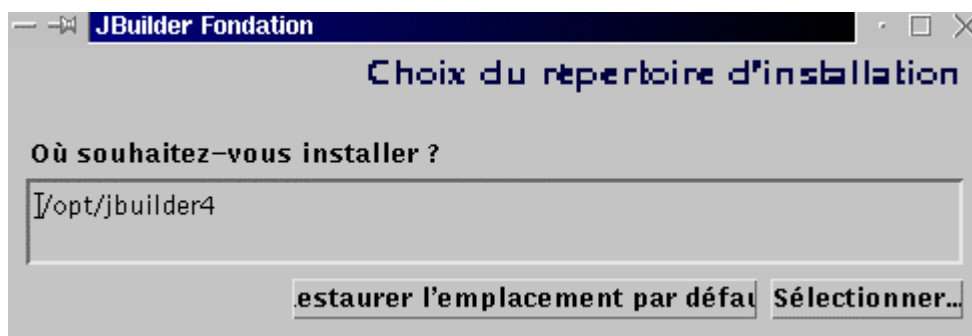 JBuilder Fondation
Choix du répertoire d'installation
Où souhaitez-vous installer ?
/opt/jbuilder4
.estaurer l'emplacement par défau Sélectionner...